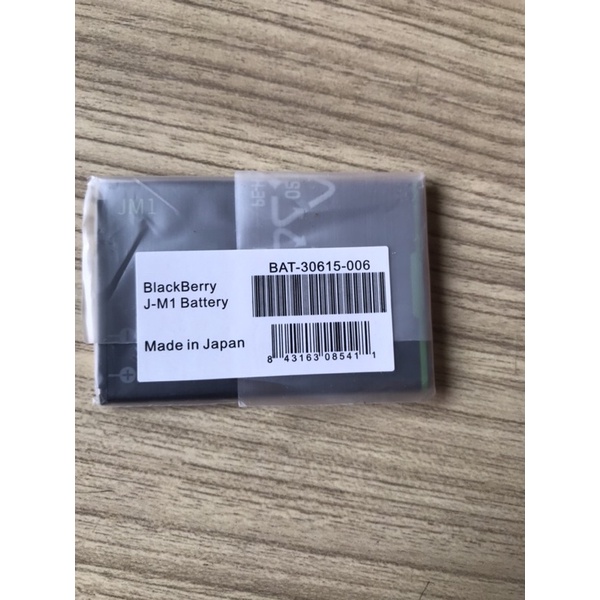 JM1
BlackBerry
J-M1 Battery
Made in Japan
BAT-30615-006
8 43163 08541 1